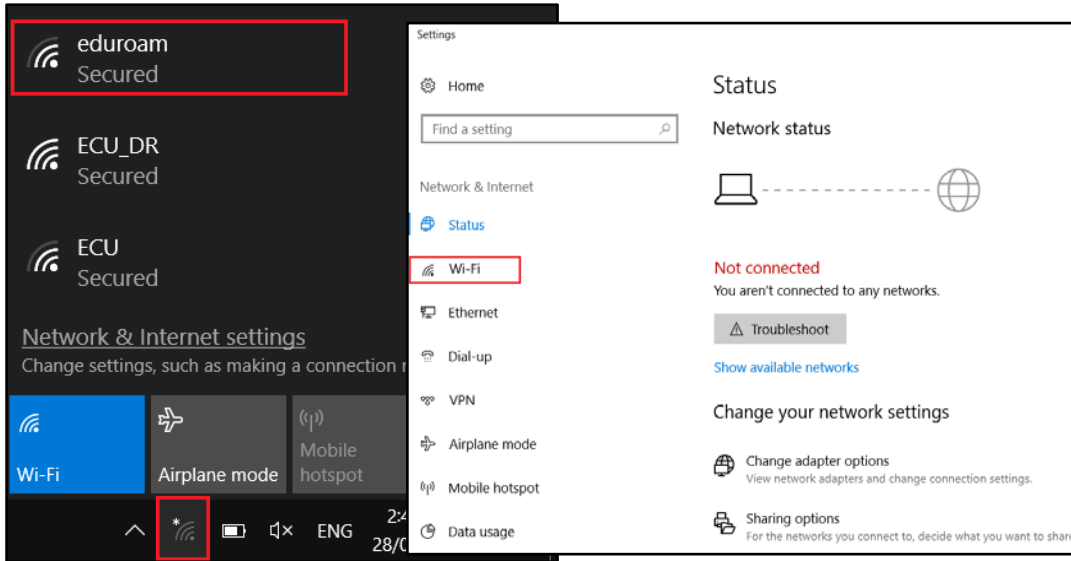 eduroam
Secured
ECU_DR
Secured
ECU
Secured
Network & Internet settings
Change settings, such as making a connection
Wi-Fi
Airplane mode
Mobile
hotspot
ENG
Settings
Home
Find a setting
Network & Internet
Status
Wi-Fi
Ethernet
Dial-up
VPN
Airplane mode
Mobile hotspot
Data usage
Status
Network status
Not connected
You aren't connected to any networks.
Troubleshoot
Show available networks
Change your network settings
Change adapter options
View network adapters and change connection settings.
Sharing options
For the networks you connect to, decide what you want to share